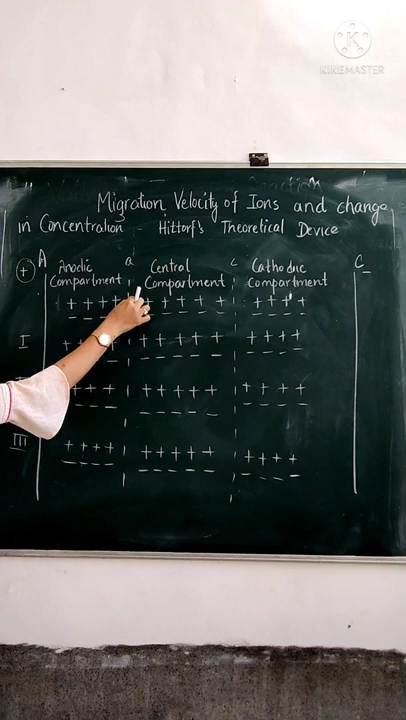 KINEMASTER
Migration Velocity of Ions and change
in Concentration - Hittorf's Theoretical Device
A a c C
+ Anodic Central Cathodic -
Compartment Compartment Compartment
+ + + + + + + + + + + + +
_ _ _ _ _ _ _ _ _ _ _ _ _
I + + + + + + + + + + + + +
_ _ _ _ _ _ _ _ _ _ _ _ _
+ + + + + + + + + + + + +
_ _ _ _ _ _ _ _ _ _ _ _ _
III + + + + + + + + + + + + +
_ _ _ _ _ _ _ _ _ _ _ _ _